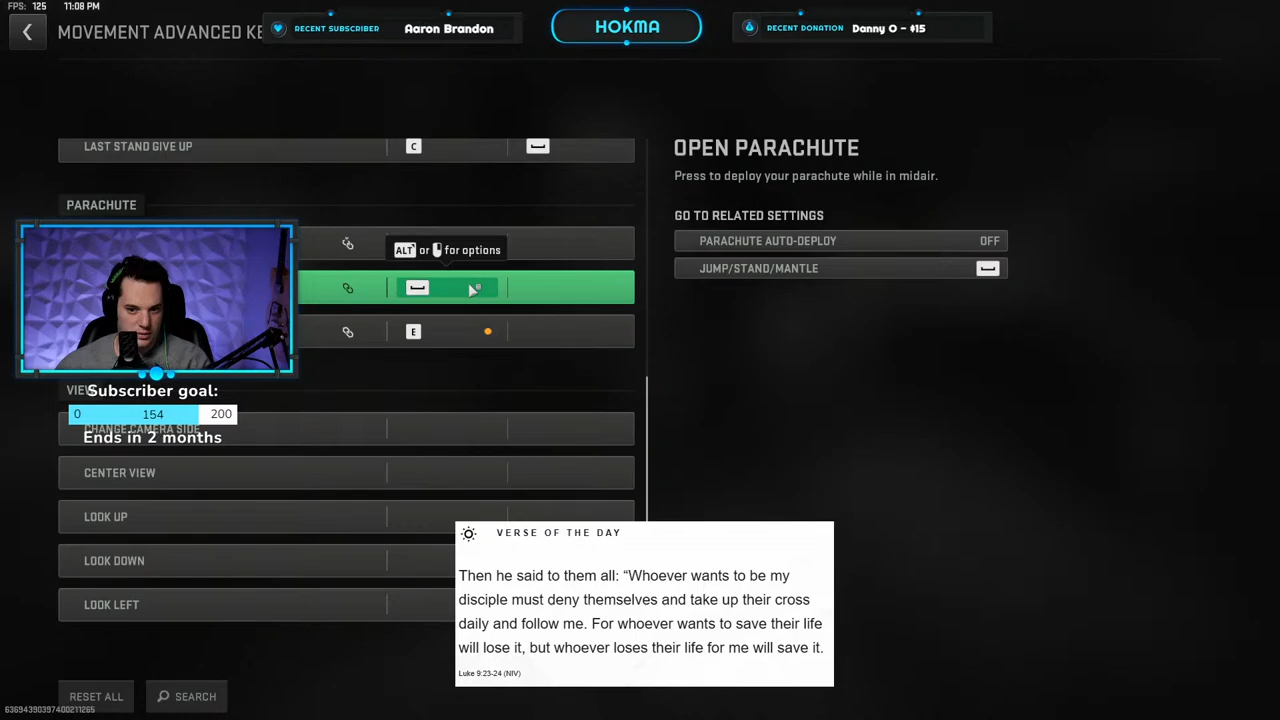 FPS: 125 11:08 PM
MOVEMENT ADVANCED KE
RECENT SUBSCRIBER Aaron Brandon
HOKMA
RECENT DONATION Danny O - $15
LAST STAND GIVE UP C
PARACHUTE
ALT or for options
E
OPEN PARACHUTE
Press to deploy your parachute while in midair.
GO TO RELATED SETTINGS
PARACHUTE AUTO-DEPLOY OFF
JUMP/STAND/MANTLE
VIEW
Subscriber goal:
0 154 200
CHANGE CAMERA SIDE
Ends in 2 months
CENTER VIEW
LOOK UP
LOOK DOWN
LOOK LEFT
VERSE OF THE DAY
Then he said to them all: “Whoever wants to be my
disciple must deny themselves and take up their cross
daily and follow me. For whoever wants to save their life
will lose it, but whoever loses their life for me will save it.
Luke 9:23-24 (NIV)
RESET ALL SEARCH